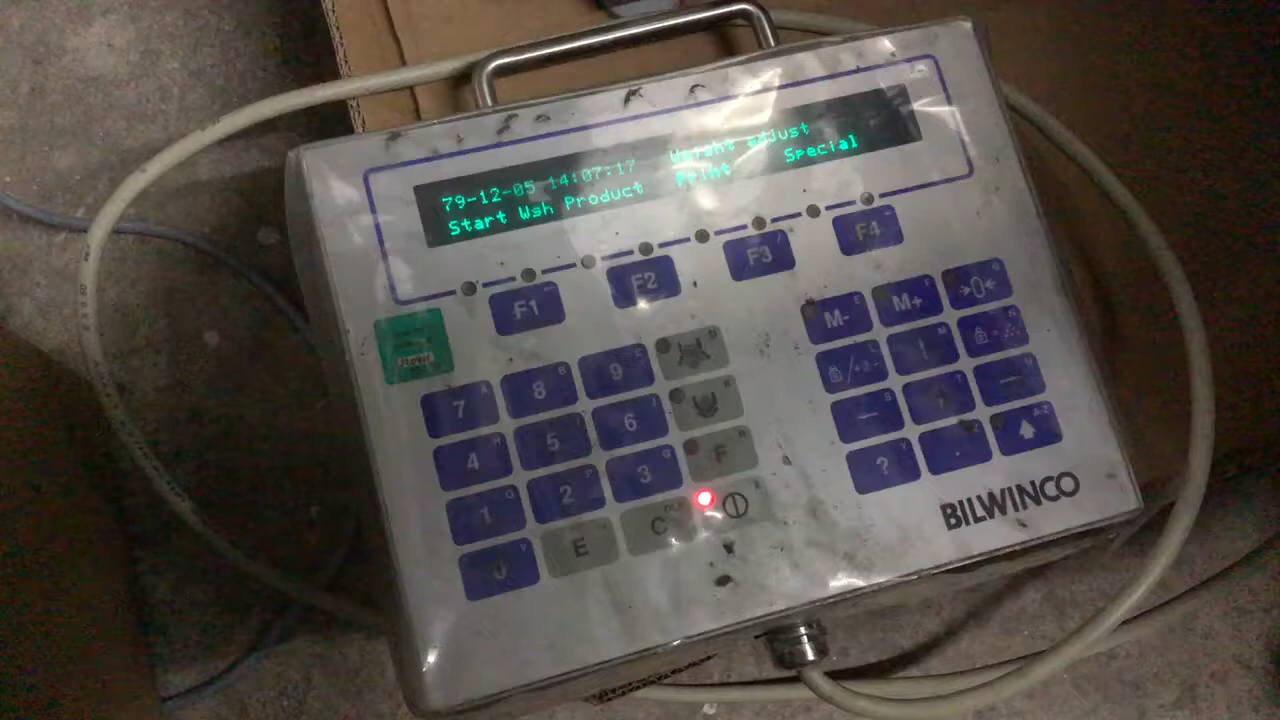 79-12-05 14:07:17 Weight adjust
Start Wsh Product Print Special
F1 F2 F3 F4
M- M+ →0←
7 8 9
4 5 6
1 2 3 F
0 E C
?
A-Z
BILWINCO